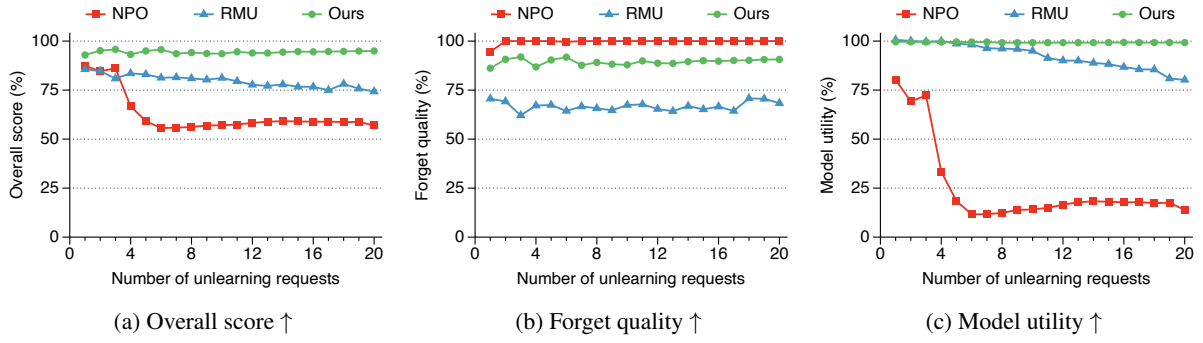 NPO RMU Ours
100
75
50
25
0
Overall score (%)
0 4 8 12 16 20
Number of unlearning requests
(a) Overall score ↑
NPO RMU Ours
100
75
50
25
0
Forget quality (%)
0 4 8 12 16 20
Number of unlearning requests
(b) Forget quality ↑
NPO RMU Ours
100
75
50
25
0
Model utility (%)
0 4 8 12 16 20
Number of unlearning requests
(c) Model utility ↑